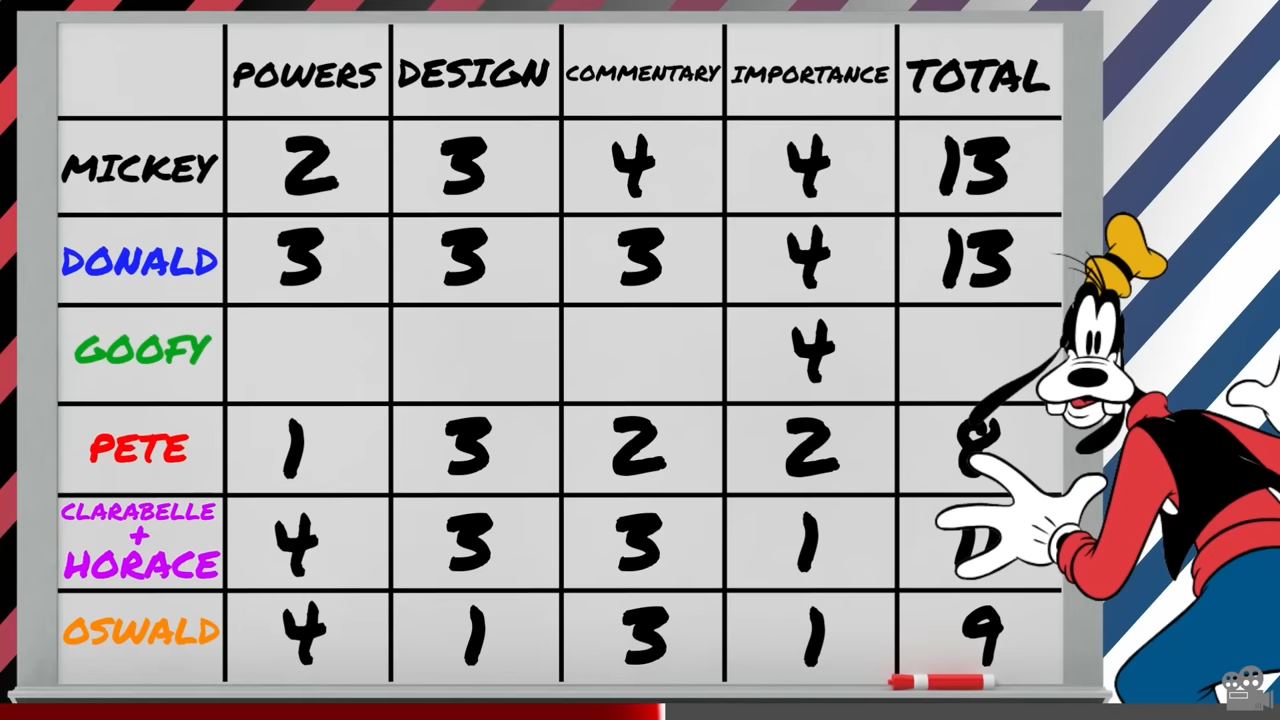 POWERS DESIGN COMMENTARY IMPORTANCE TOTAL
MICKEY 2 3 4 4 13
DONALD 3 3 3 4 13
GOOFY 4
PETE 1 3 2 2
CLARABELLE
+
HORACE 4 3 3 1
OSWALD 4 1 3 1 9